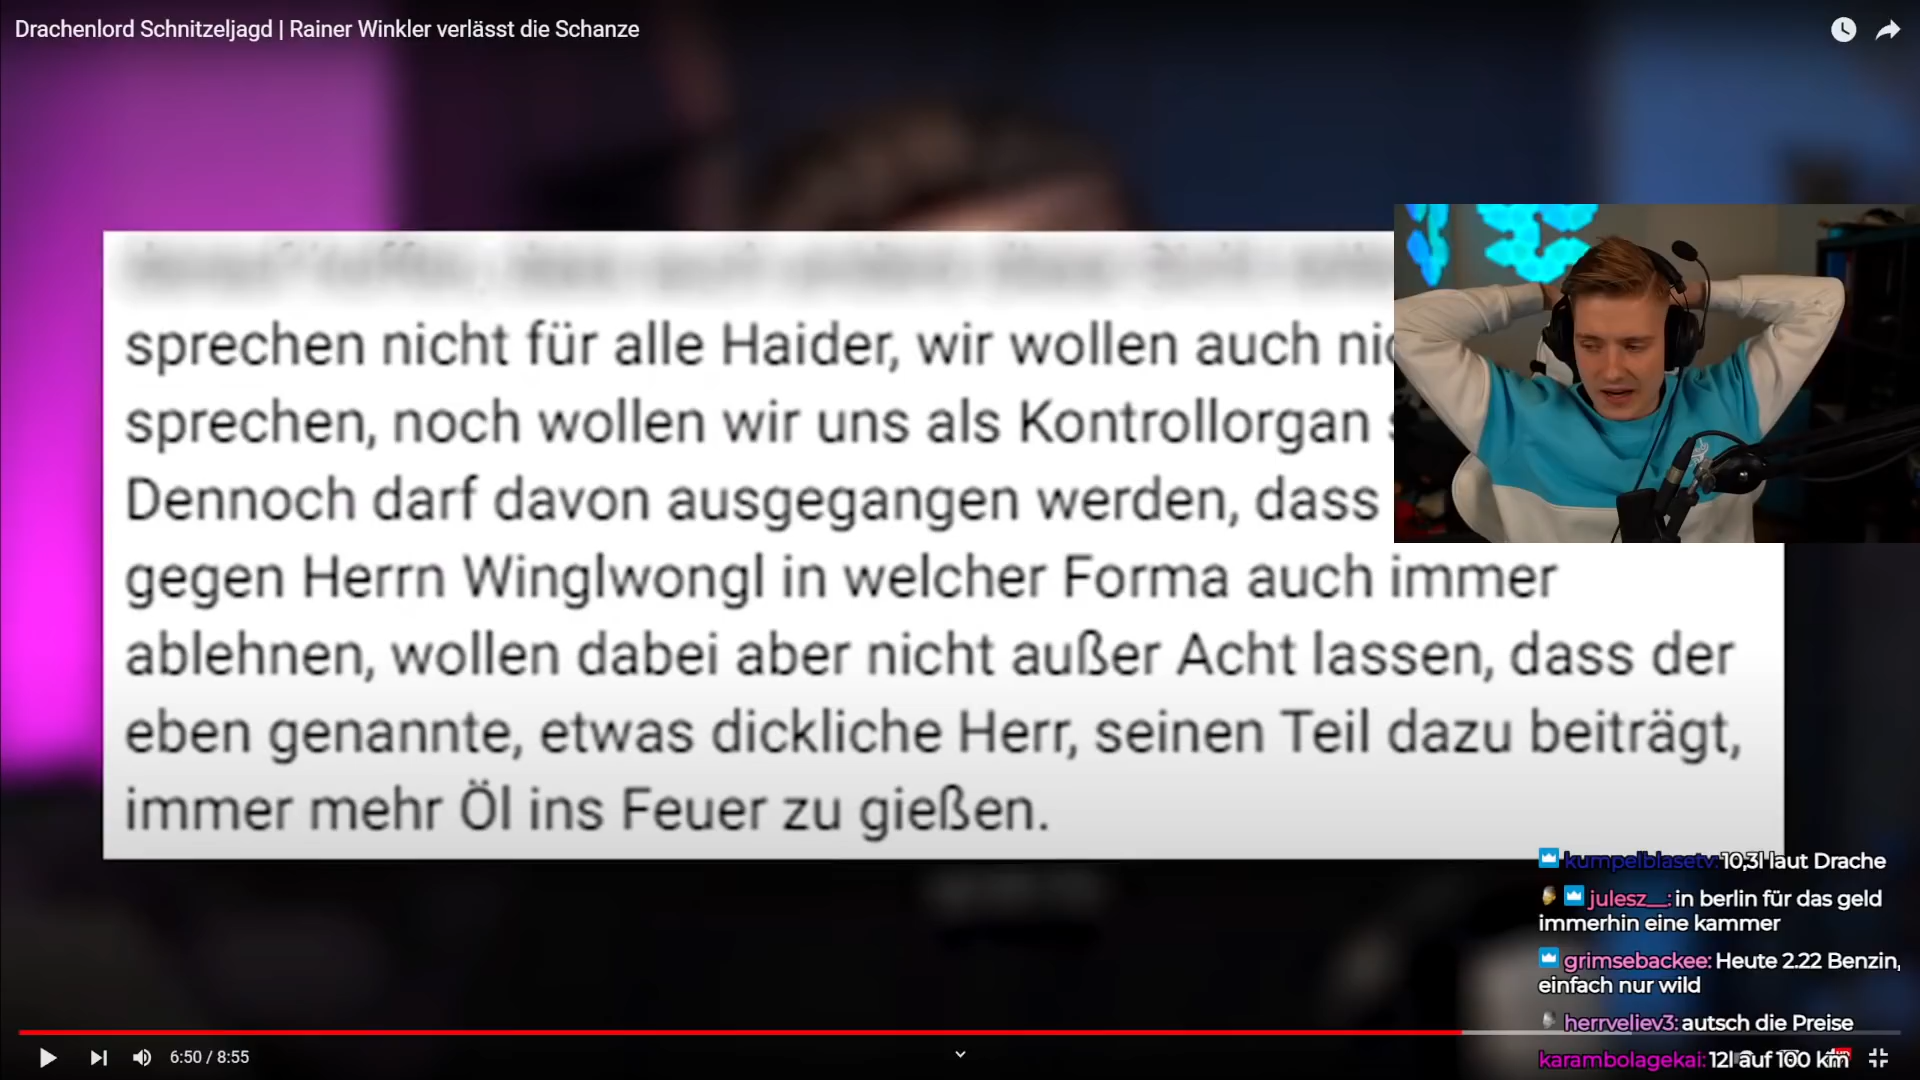 Drachenlord Schnitzeljagd | Rainer Winkler verlässt die Schanze
sprechen nicht für alle Haider, wir wollen auch
sprechen, noch wollen wir uns als Kontrollorgan
Dennoch darf davon ausgegangen werden, dass
gegen Herrn Winglwongl in welcher Forma auch immer
ablehnen, wollen dabei aber nicht außer Acht lassen, dass der
eben genannte, etwas dickliche Herr, seinen Teil dazu beiträgt,
immer mehr Öl ins Feuer zu gießen.
kumpelblasetv: 10,3l laut Drache
julesz__: in berlin für das geld
immerhin eine kammer
grimsebackee: Heute 2.22 Benzin,
einfach nur wild
herrveliev3: autsch die Preise
karambolagekai: 12l auf 100 km
6:50 / 8:55